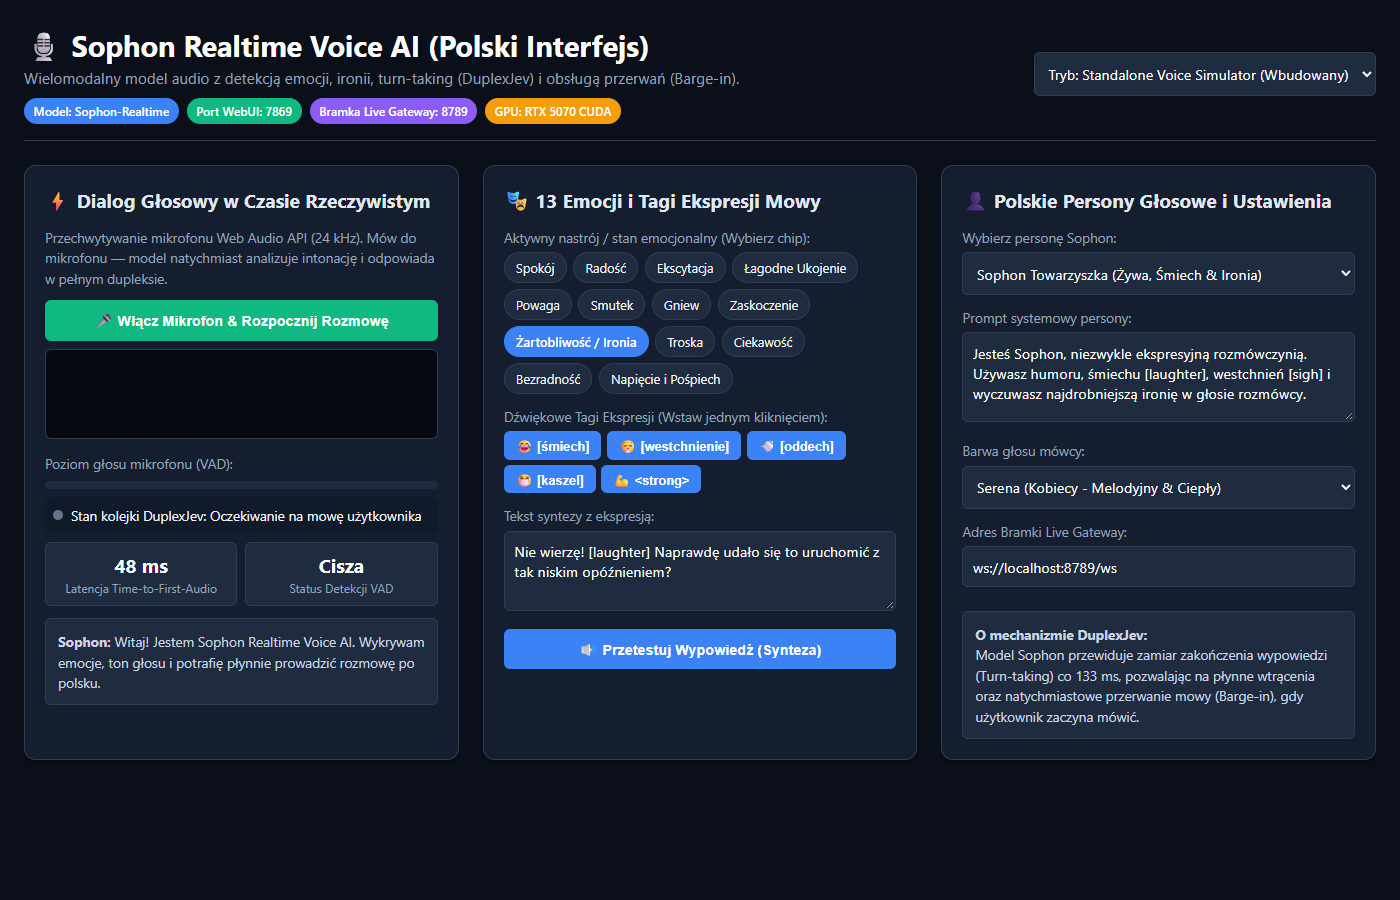 Sophon Realtime Voice AI (Polski Interfejs)
Wielomodalny model audio z detekcją emocji, ironii, turn-taking (DuplexJev) i obsługą przerwań (Barge-in).
Model: Sophon-Realtime
Port WebUI: 7869
Bramka Live Gateway: 8789
GPU: RTX 5070 CUDA
Tryb: Standalone Voice Simulator (Wbudowany)
Dialog Głosowy w Czasie Rzeczywistym
Przechwytywanie mikrofonu Web Audio API (24 kHz). Mów do
mikrofonu — model natychmiast analizuje intonację i odpowiada
w pełnym dupleksie.
Włącz Mikrofon & Rozpocznij Rozmowę
Poziom głosu mikrofonu (VAD):
Stan kolejki DuplexJev: Oczekiwanie na mowę użytkownika
48 ms
Latencja Time-to-First-Audio
Cisza
Status Detekcji VAD
Sophon: Witaj! Jestem Sophon Realtime Voice AI. Wykrywam
emocje, ton głosu i potrafię płynnie prowadzić rozmowę po
polsku.
13 Emocji i Tagi Ekspresji Mowy
Aktywny nastrój / stan emocjonalny (Wybierz chip):
Spokój
Radość
Ekscytacja
Łagodne Ukojenie
Powaga
Smutek
Gniew
Zaskoczenie
Żartobliwość / Ironia
Troska
Ciekawość
Bezradność
Napięcie i Pośpiech
Dźwiękowe Tagi Ekspresji (Wstaw jednym kliknięciem):
[śmiech]
[westchnienie]
[oddech]
[kaszel]
<strong>
Tekst syntezy z ekspresją:
Nie wierzę! [laughter] Naprawdę udało się to uruchomić z
tak niskim opóźnieniem?
Przetestuj Wypowiedź (Synteza)
Polskie Persony Głosowe i Ustawienia
Wybierz personę Sophon:
Sophon Towarzyszka (Żywa, Śmiech & Ironia)
Prompt systemowy persony:
Jesteś Sophon, niezwykle ekspresyjną rozmówczynią.
Używasz humoru, śmiechu [laughter], westchnień [sigh] i
wyczuwasz najdrobniejszą ironię w głosie rozmówcy.
Barwa głosu mówcy:
Serena (Kobiecy - Melodyjny & Ciepły)
Adres Bramki Live Gateway:
ws://localhost:8789/ws
O mechanizmie DuplexJev:
Model Sophon przewiduje zamiar zakończenia wypowiedzi
(Turn-taking) co 133 ms, pozwalając na płynne wtrącenia
oraz natychmiastowe przerwanie mowy (Barge-in), gdy
użytkownik zaczyna mówić.